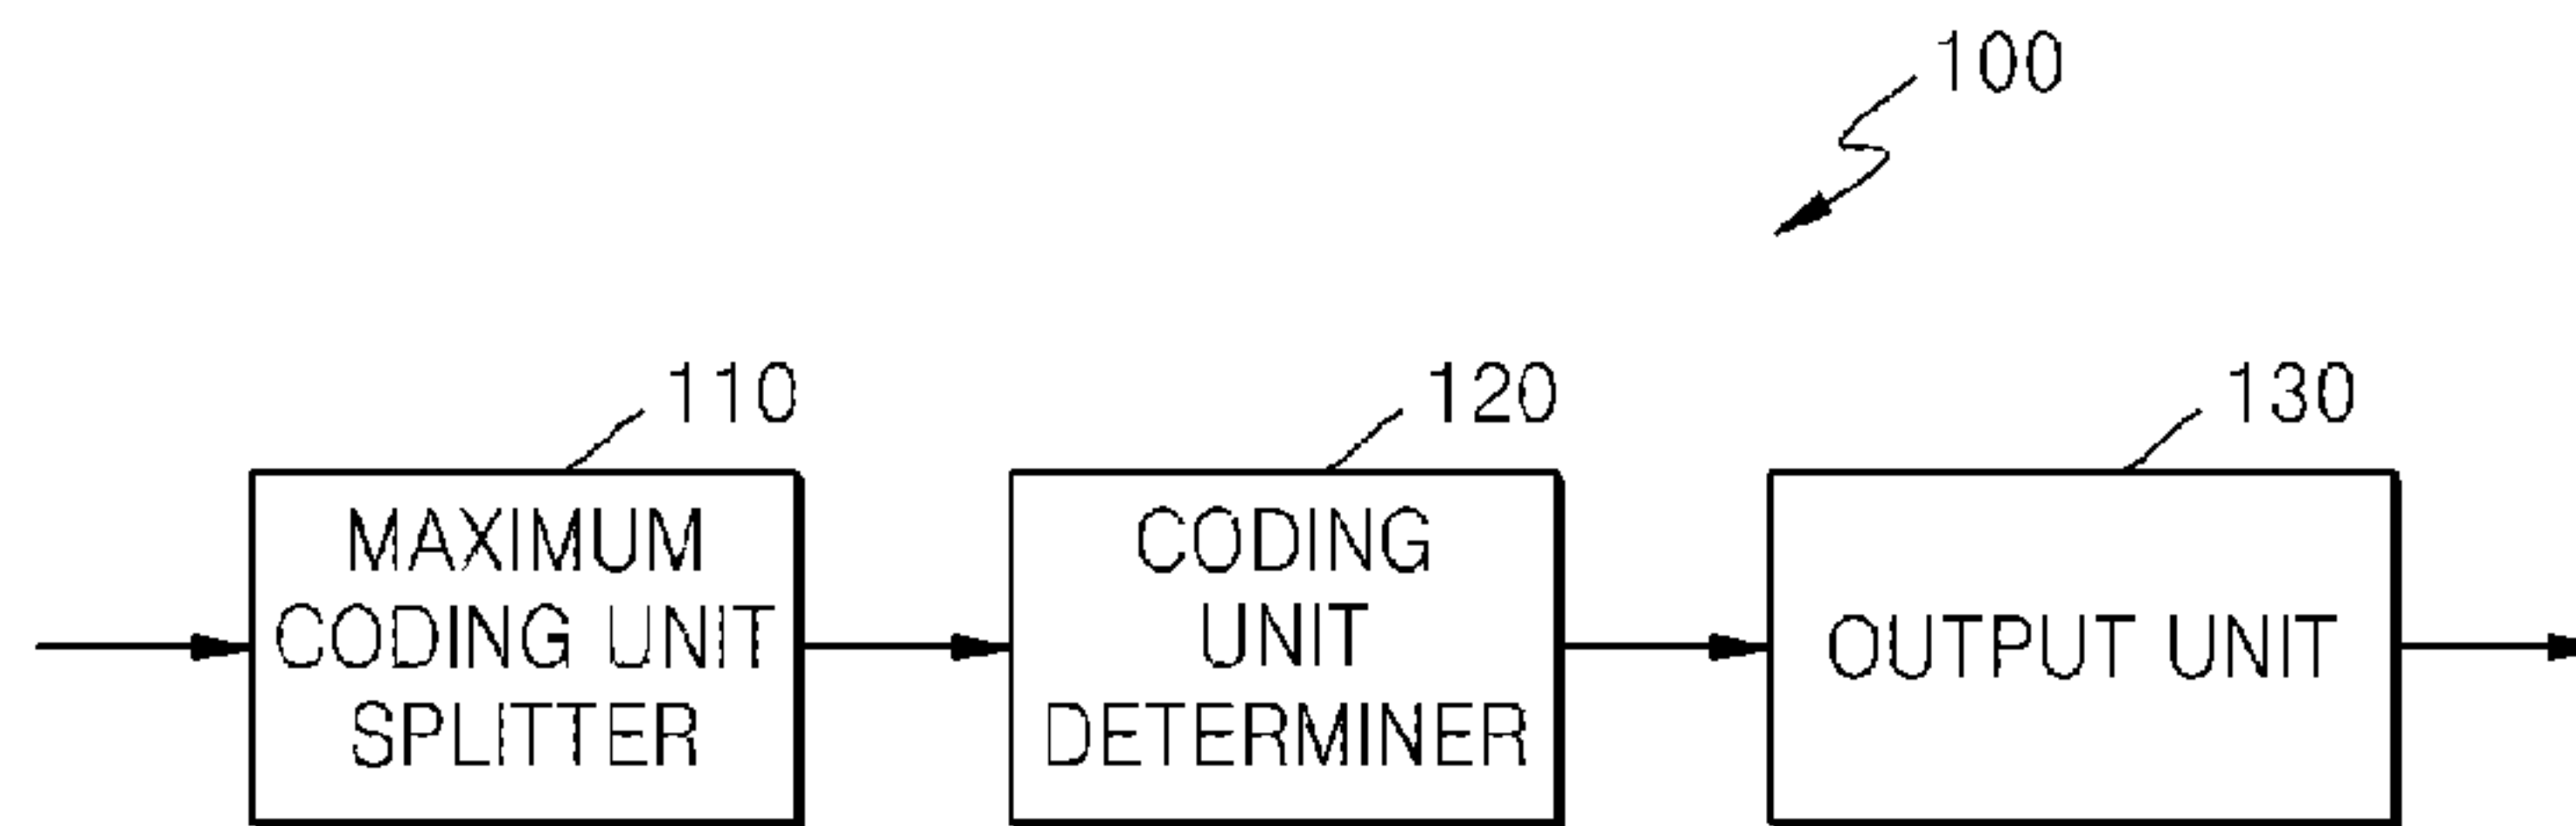 100
110
120
130
MAXIMUM
CODING UNIT
SPLITTER
CODING
UNIT
DETERMINER
OUTPUT UNIT